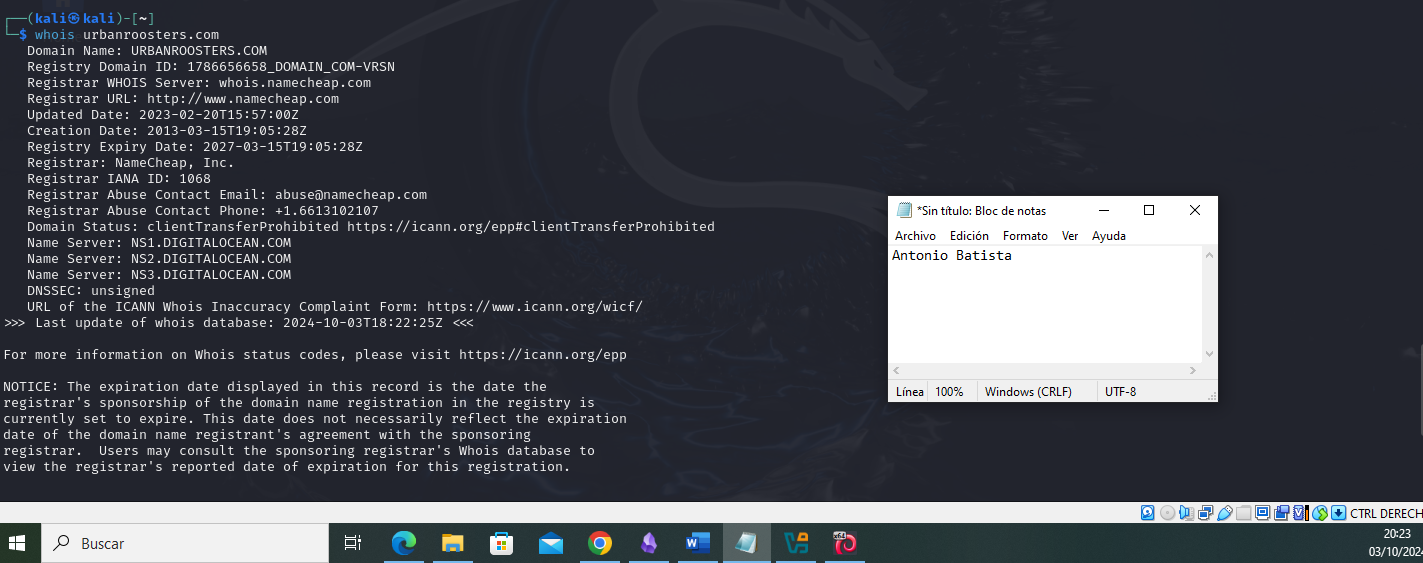 (kali㉿kali)-[~]
$ whois urbanroosters.com
Domain Name: URBANROOSTERS.COM
Registry Domain ID: 1786656658_DOMAIN_COM-VRSN
Registrar WHOIS Server: whois.namecheap.com
Registrar URL: http://www.namecheap.com
Updated Date: 2023-02-20T15:57:00Z
Creation Date: 2013-03-15T19:05:28Z
Registry Expiry Date: 2027-03-15T19:05:28Z
Registrar: NameCheap, Inc.
Registrar IANA ID: 1068
Registrar Abuse Contact Email: abuse@namecheap.com
Registrar Abuse Contact Phone: +1.6613102107
Domain Status: clientTransferProhibited https://icann.org/epp#clientTransferProhibited
Name Server: NS1.DIGITALOCEAN.COM
Name Server: NS2.DIGITALOCEAN.COM
Name Server: NS3.DIGITALOCEAN.COM
DNSSEC: unsigned
URL of the ICANN Whois Inaccuracy Complaint Form: https://www.icann.org/wicf/
>>> Last update of whois database: 2024-10-03T18:22:25Z <<<
For more information on Whois status codes, please visit https://icann.org/epp
NOTICE: The expiration date displayed in this record is the date the
registrar's sponsorship of the domain name registration in the registry is
currently set to expire. This date does not necessarily reflect the expiration
date of the domain name registrant's agreement with the sponsoring
registrar.  Users may consult the sponsoring registrar's Whois database to
view the registrar's reported date of expiration for this registration.
*Sin título: Bloc de notas
Archivo Edición Formato Ver Ayuda
Antonio Batista
Línea 100% Windows (CRLF) UTF-8
CTRL DERECH
Buscar
20:23
03/10/2024